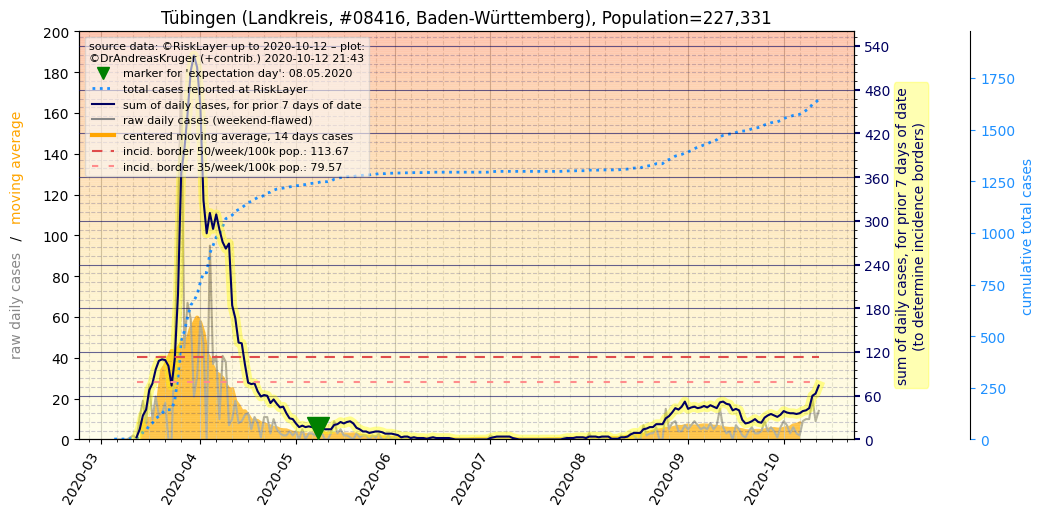 Tübingen (Landkreis, #08416, Baden-Württemberg), Population=227,331
source data: ©RiskLayer up to 2020-10-12 – plot:
©DrAndreasKruger (+contrib.) 2020-10-12 21:43
marker for 'expectation day': 08.05.2020
total cases reported at RiskLayer
sum of daily cases, for prior 7 days of date
raw daily cases (weekend-flawed)
centered moving average, 14 days cases
incid. border 50/week/100k pop.: 113.67
incid. border 35/week/100k pop.: 79.57
raw daily cases / moving average
200
180
160
140
120
100
80
60
40
20
0
2020-03
2020-04
2020-05
2020-06
2020-07
2020-08
2020-09
2020-10
540
480
420
360
300
240
180
120
60
0
sum of daily cases, for prior 7 days of date
(to determine incidence borders)
1750
1500
1250
1000
750
500
250
0
cumulative total cases